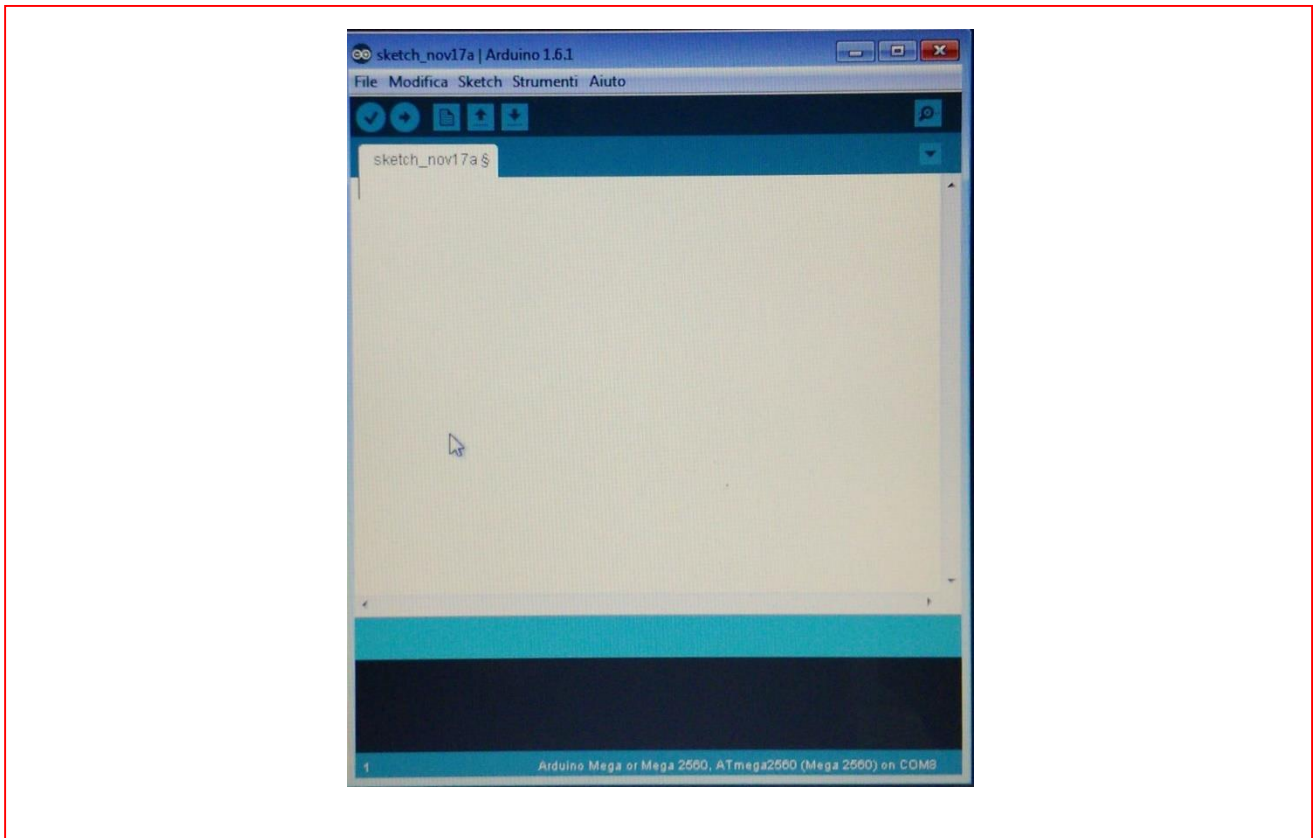 sketch_nov17a | Arduino 1.6.1
File Modifica Sketch Strumenti Aiuto
sketch_nov17a §
1
Arduino Mega or Mega 2560, ATmega2560 (Mega 2560) on COM8